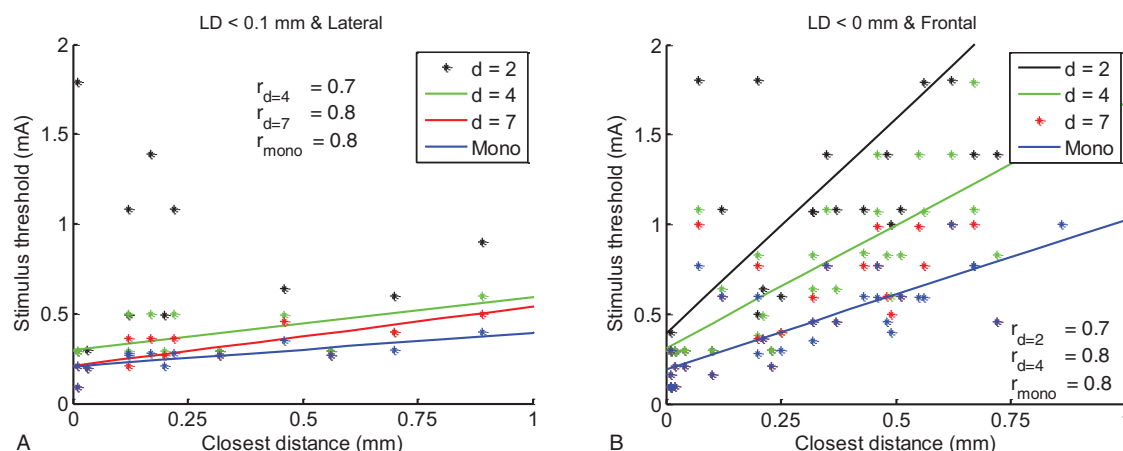 LD < 0.1 mm & Lateral
2
1.5
1
0.5
0
Stimulus threshold (mA)
r_d=4 = 0.7
r_d=7 = 0.8
r_mono = 0.8
d = 2
d = 4
d = 7
Mono
0 0.25 0.5 0.75 1
Closest distance (mm)
A
LD < 0 mm & Frontal
2
1.5
1
0.5
0
Stimulus threshold (mA)
d = 2
d = 4
d = 7
Mono
r_d=2 = 0.7
r_d=4 = 0.8
r_mono = 0.8
0 0.25 0.5 0.75
Closest distance (mm)
B